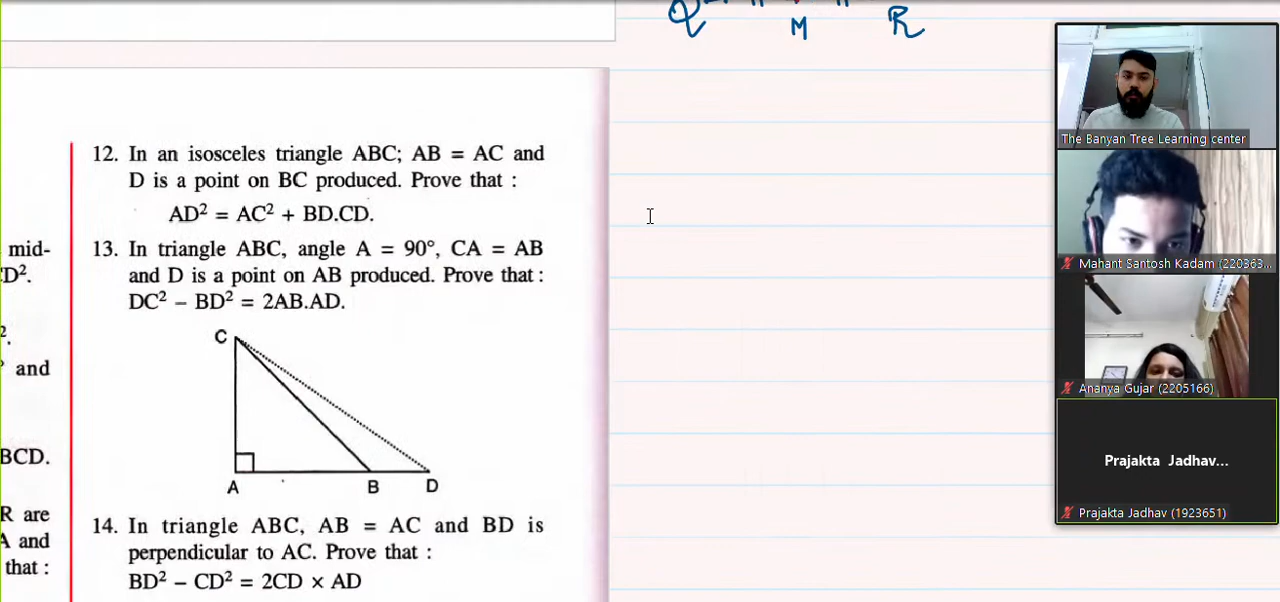 Q M R
12. In an isosceles triangle ABC; AB = AC and
D is a point on BC produced. Prove that :
AD² = AC² + BD.CD.
13. In triangle ABC, angle A = 90°, CA = AB
and D is a point on AB produced. Prove that :
DC² – BD² = 2AB.AD.
C
A B D
14. In triangle ABC, AB = AC and BD is
perpendicular to AC. Prove that :
BD² – CD² = 2CD × AD
mid-
D².
2.
and
BCD.
R are
A and
that :
The Banyan Tree Learning center
Mahant Santosh Kadam (220363...
Ananya Gujar (2205166)
Prajakta Jadhav...
Prajakta Jadhav (1923651)